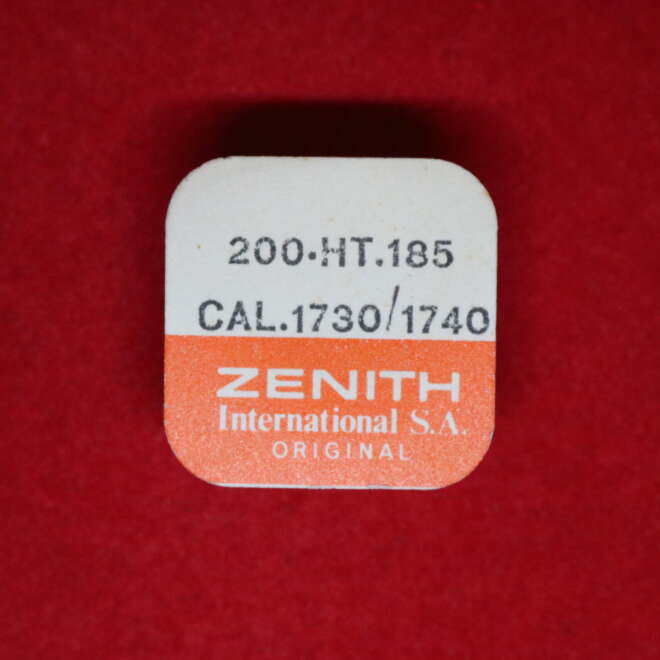 200.HT.185
CAL.1730/1740
ZENITH
International S.A.
ORIGINAL